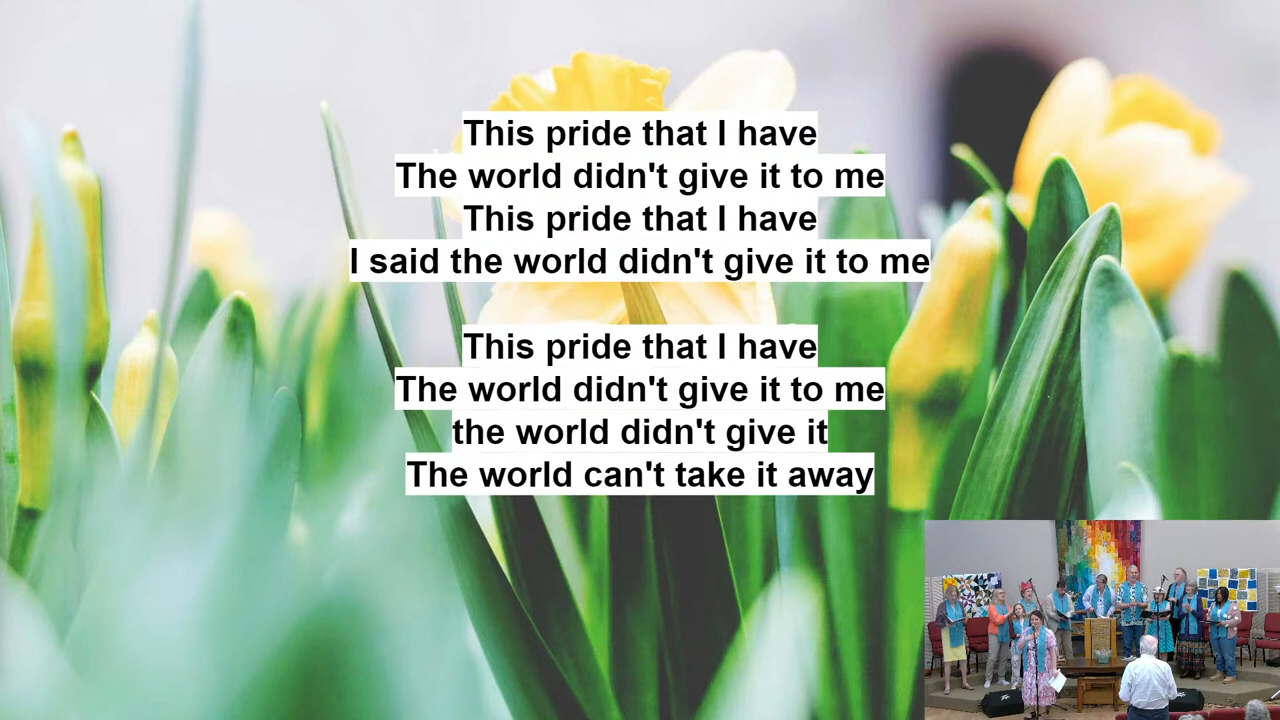 This pride that I have
The world didn't give it to me
This pride that I have
I said the world didn't give it to me
This pride that I have
The world didn't give it to me
the world didn't give it
The world can't take it away